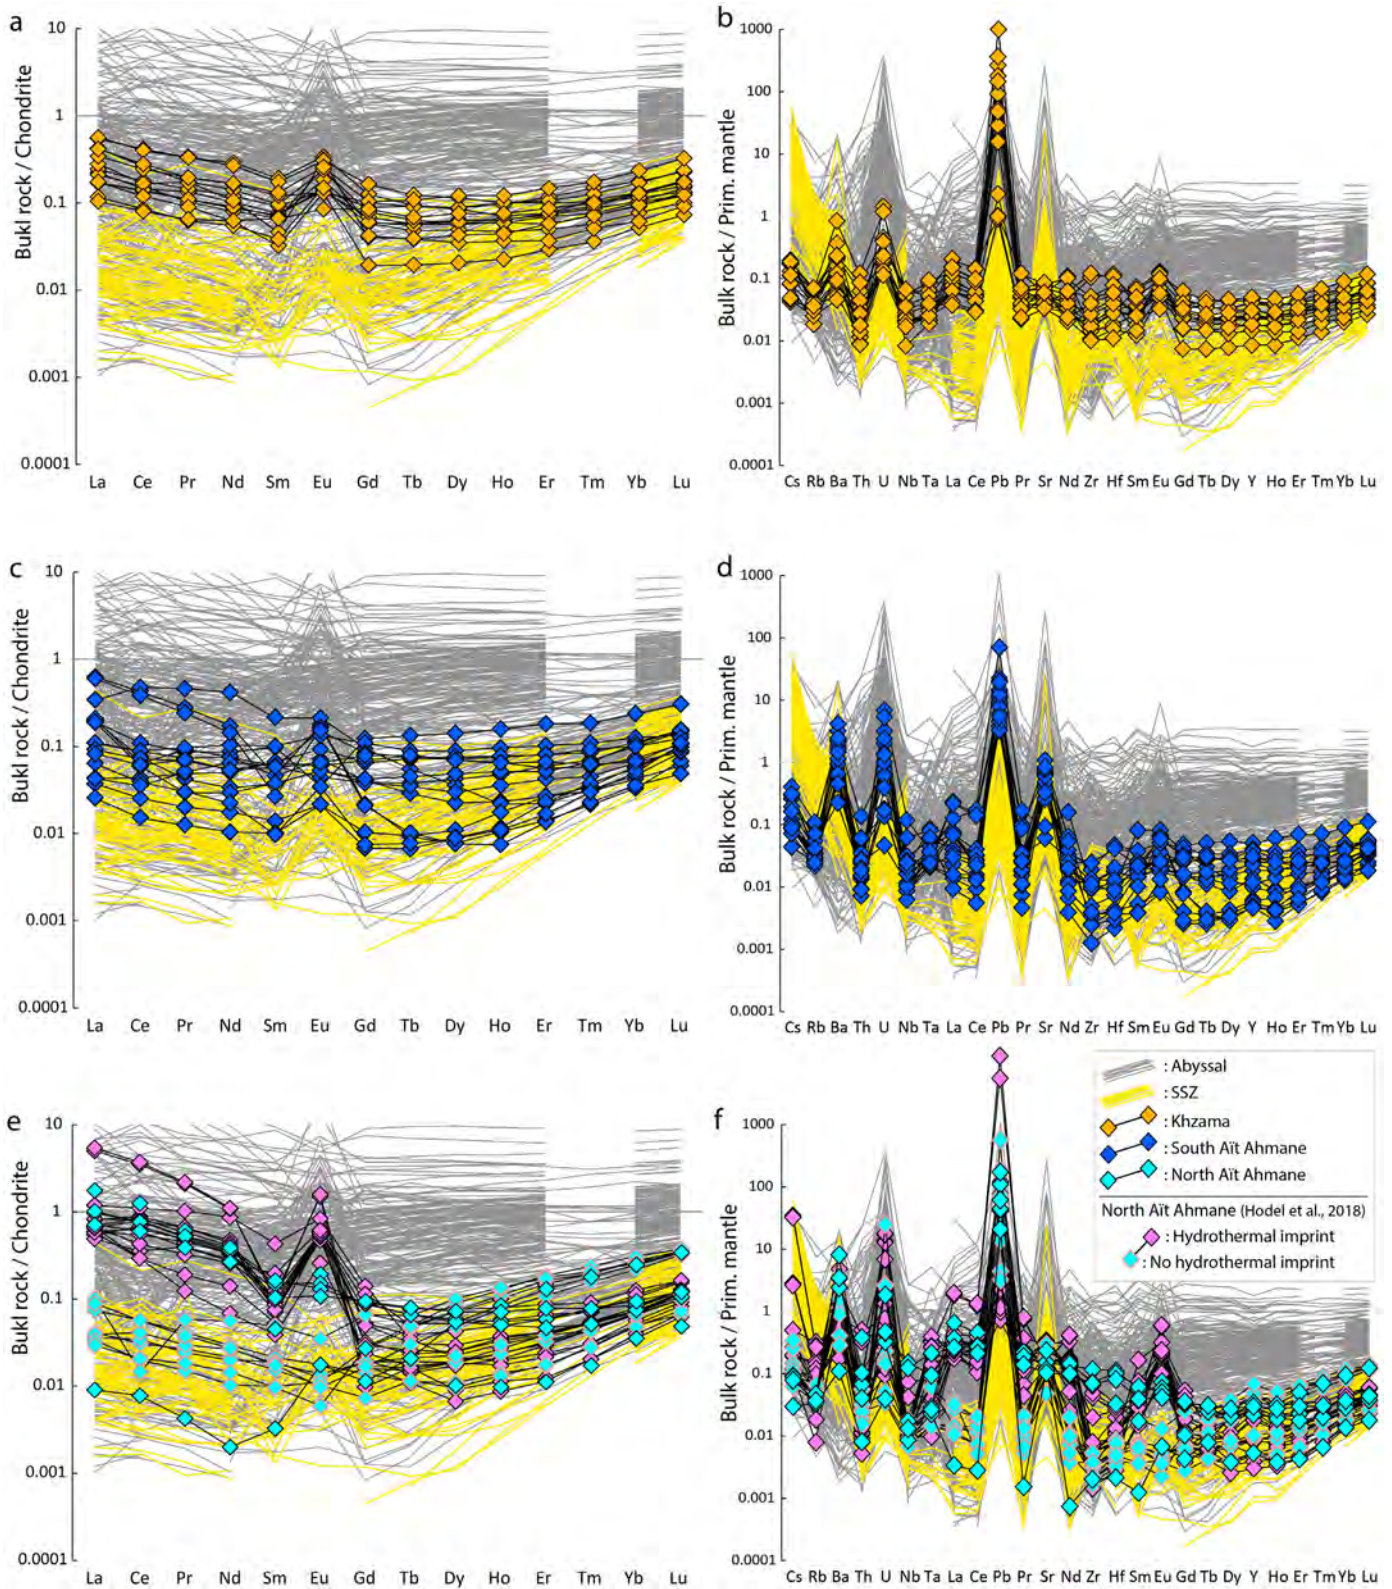 a
10
1
0.1
0.01
0.001
0.0001
Bukl rock / Chondrite
La Ce Pr Nd Sm Eu Gd Tb Dy Ho Er Tm Yb Lu
b
1000
100
10
1
0.1
0.01
0.001
0.0001
Bulk rock / Prim. mantle
Cs Rb Ba Th U Nb Ta La Ce Pb Pr Sr Nd Zr Hf Sm Eu Gd Tb Dy Y Ho Er Tm Yb Lu
c
10
1
0.1
0.01
0.001
0.0001
Bukl rock / Chondrite
La Ce Pr Nd Sm Eu Gd Tb Dy Ho Er Tm Yb Lu
d
1000
100
10
1
0.1
0.01
0.001
0.0001
Bulk rock / Prim. mantle
Cs Rb Ba Th U Nb Ta La Ce Pb Pr Sr Nd Zr Hf Sm Eu Gd Tb Dy Y Ho Er Tm Yb Lu
e
10
1
0.1
0.01
0.001
0.0001
Bukl rock / Chondrite
La Ce Pr Nd Sm Eu Gd Tb Dy Ho Er Tm Yb Lu
f
1000
100
10
1
0.1
0.01
0.001
0.0001
Bulk rock / Prim. mantle
Cs Rb Ba Th U Nb Ta La Ce Pb Pr Sr Nd Zr Hf Sm Eu Gd Tb Dy Y Ho Er Tm Yb Lu
: Abyssal
: SSZ
: Khzama
: South Aït Ahmane
: North Aït Ahmane
North Aït Ahmane (Hodel et al., 2018)
: Hydrothermal imprint
: No hydrothermal imprint